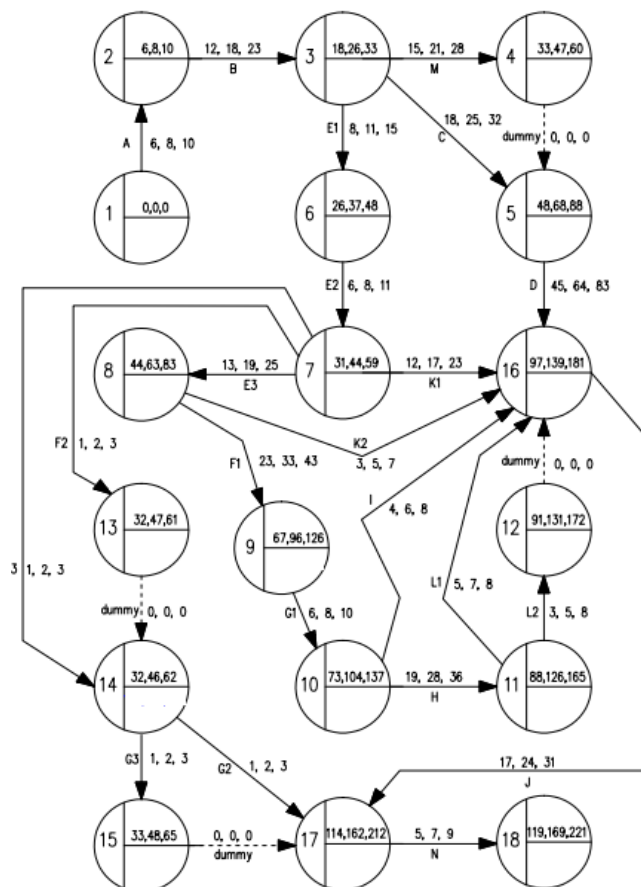 2 6,8,10 12, 18, 23 B 3 18,26,33 15, 21, 28 M 4 33,47,60
A 6, 8, 10
E1 8, 11, 15
18, 25, 32
C
dummy 0, 0, 0
1 0,0,0
6 26,37,48
5 48,68,88
E2 6, 8, 11
D 45, 64, 83
8 44,63,83 13, 19, 25 E3 7 31,44,59 12, 17, 23 K1 16 97,139,181
F2 1, 2, 3
F1 23, 33, 43
K2
3, 5, 7
I 4, 6, 8
dummy 0, 0, 0
13 32,47,61
9 67,96,126
12 91,131,172
3 1, 2, 3
dummy 0, 0, 0
G1 6, 8, 10
L1 5, 7, 8
L2 3, 5, 8
14 32,46,62
10 73,104,137 19, 28, 36 H 11 88,126,165
G3 1, 2, 3
G2 1, 2, 3
17, 24, 31
J
15 33,48,65 0, 0, 0 dummy 17 114,162,212 5, 7, 9 N 18 119,169,221